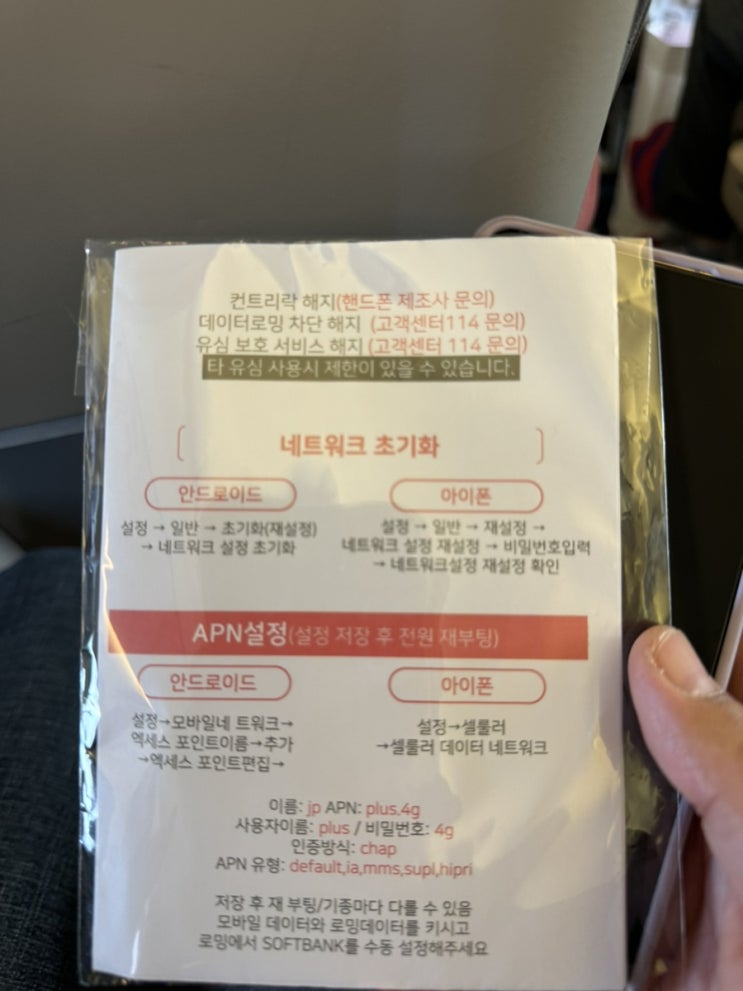 컨트리락 해지(핸드폰 제조사 문의)
데이터로밍 차단 해지 (고객센터114 문의)
유심 보호 서비스 해지 (고객센터 114 문의)
타 유심 사용시 제한이 있을 수 있습니다.
네트워크 초기화
안드로이드
설정 → 일반 → 초기화(재설정)
→ 네트워크 설정 초기화
아이폰
설정 → 일반 → 재설정 →
네트워크 설정 재설정 → 비밀번호입력
→ 네트워크설정 재설정 확인
APN설정(설정 저장 후 전원 재부팅)
안드로이드
설정→모바일네 트워크→
엑세스 포인트이름→추가
→엑세스 포인트편집→
아이폰
설정→셀룰러
→셀룰러 데이터 네트워크
이름: jp APN: plus.4g
사용자이름: plus / 비밀번호: 4g
인증방식: chap
APN 유형: default,ia,mms,supl,hipri
저장 후 재 부팅/기종마다 다를 수 있음
모바일 데이터와 로밍데이터를 키시고
로밍에서 SOFTBANK를 수동 설정해주세요